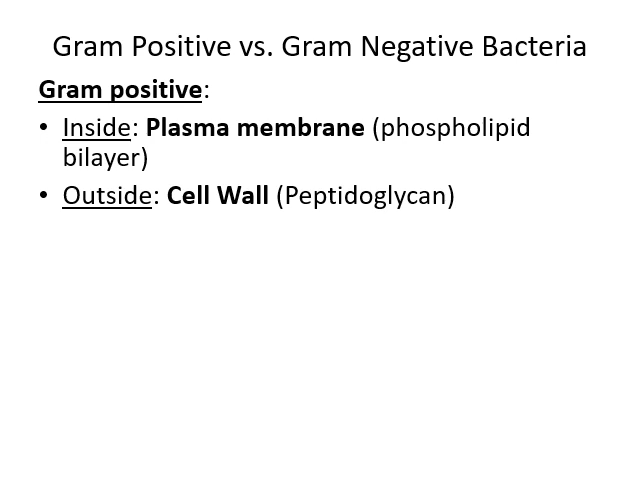 Gram Positive vs. Gram Negative Bacteria
Gram positive:
• Inside: Plasma membrane (phospholipid
bilayer)
• Outside: Cell Wall (Peptidoglycan)